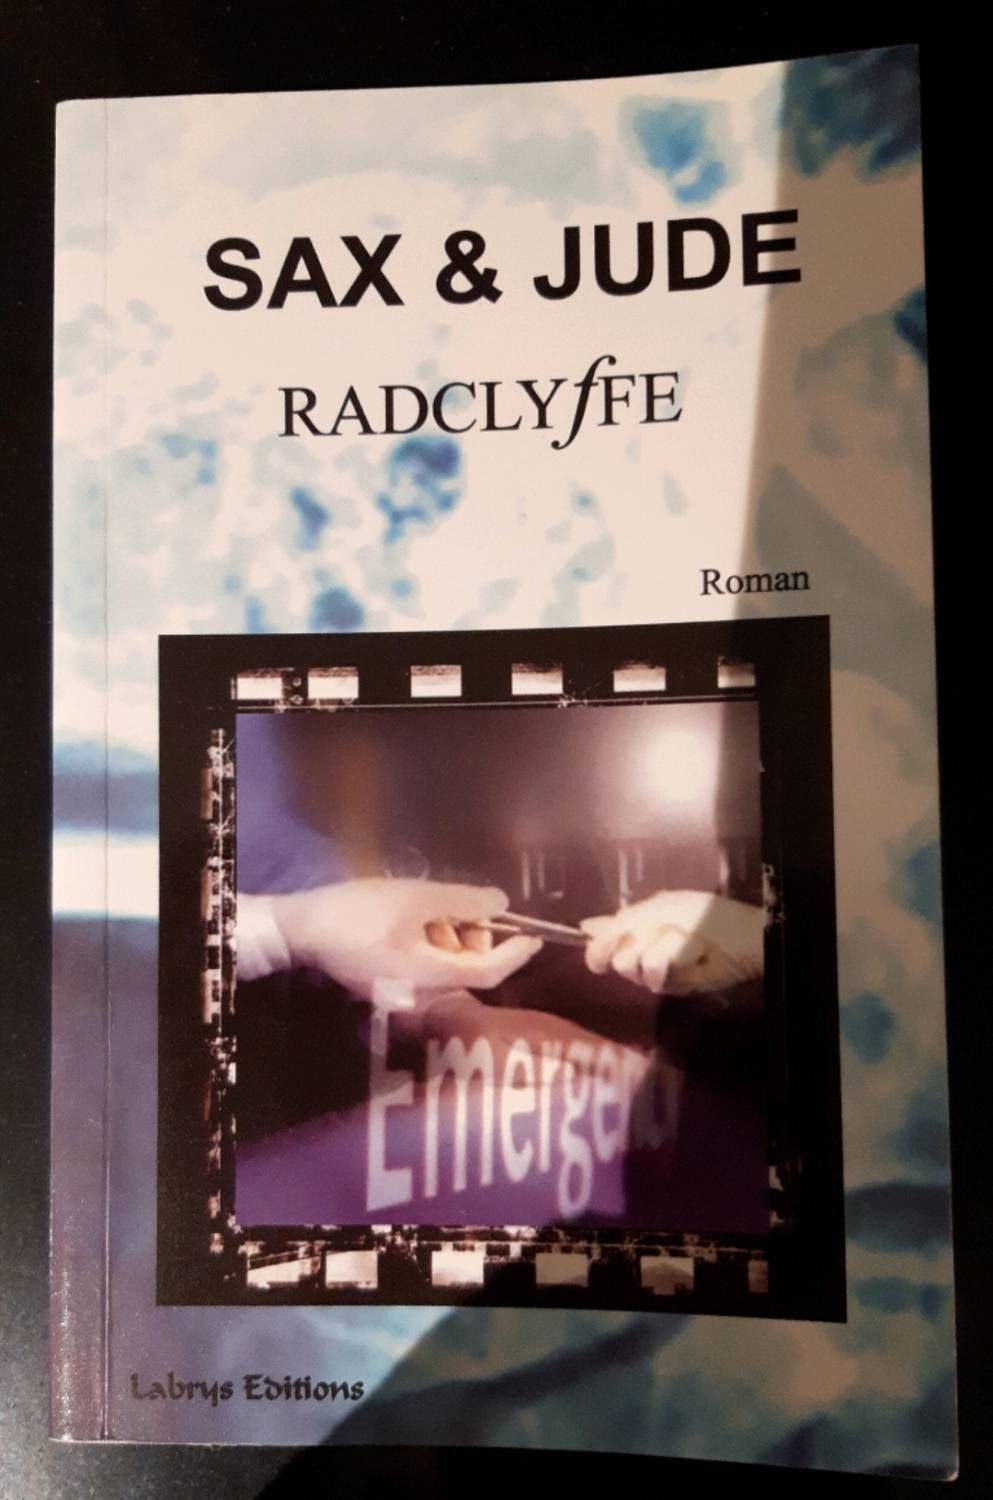 SAX & JUDE
RADCLYfFE
Roman
Labrys Editions